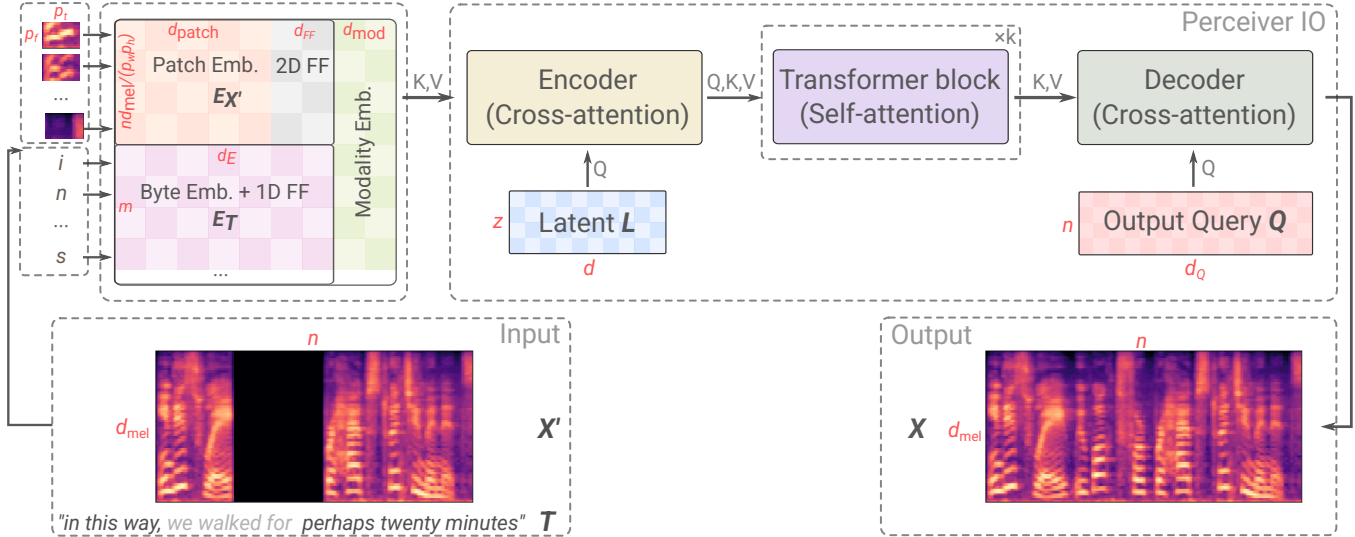 p_t
p_f
...
i
n
...
s
d_patch
d_FF
d_mod
nd_mel/(p_w p_h)
Patch Emb.
2D FF
E_X'
d_E
Byte Emb. + 1D FF
m
E_T
...
Modality Emb.
K,V
Perceiver IO
Encoder
(Cross-attention)
Q,K,V
×k
Transformer block
(Self-attention)
K,V
Decoder
(Cross-attention)
Q
Q
z
Latent L
d
n
Output Query Q
d_Q
Input
n
d_mel
X'
"in this way, we walked for perhaps twenty minutes" T
Output
n
X
d_mel